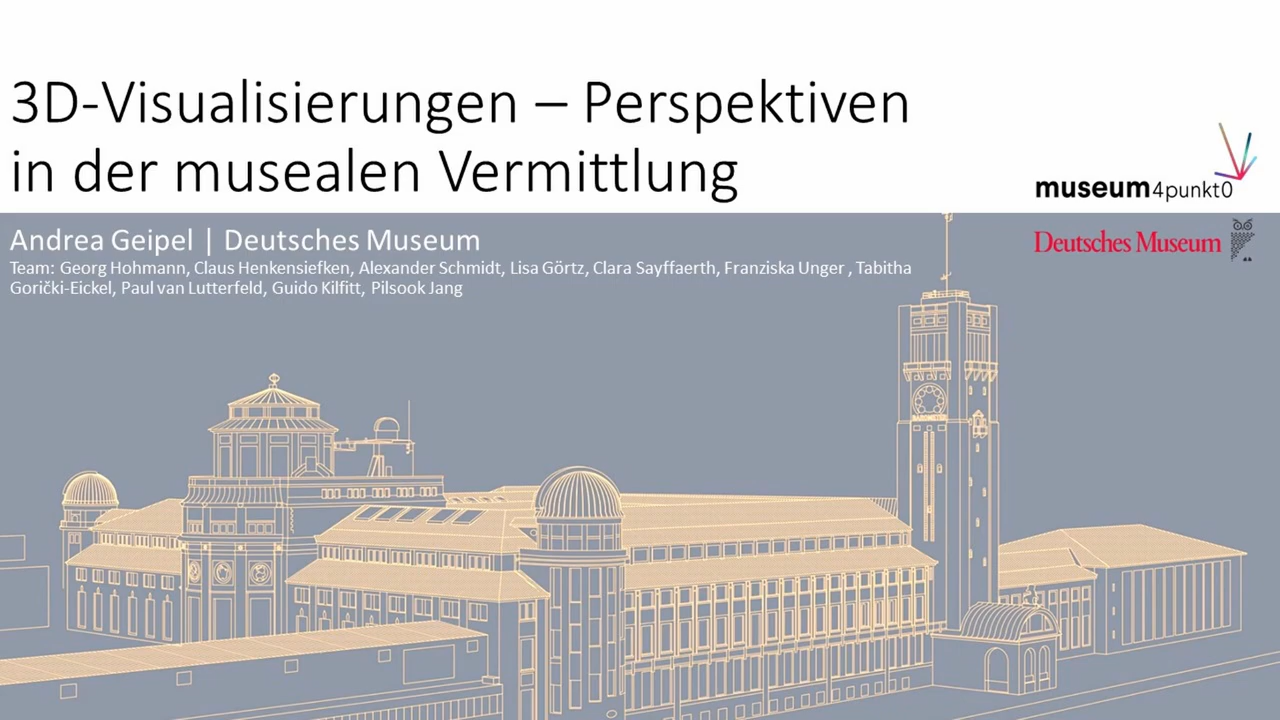 3D-Visualisierungen – Perspektiven
in der musealen Vermittlung
museum4punkt0
Andrea Geipel | Deutsches Museum
Deutsches Museum
Team: Georg Hohmann, Claus Henkensiefken, Alexander Schmidt, Lisa Görtz, Clara Sayffaerth, Franziska Unger , Tabitha
Gorički-Eickel, Paul van Lutterfeld, Guido Kilfitt, Pilsook Jang